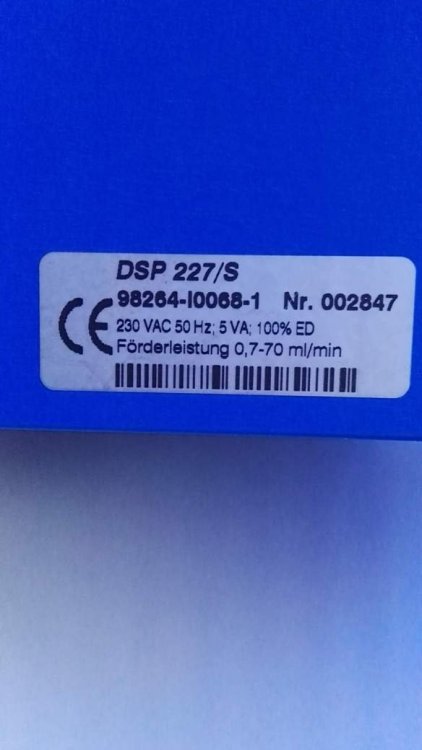 DSP 227/S
98264-I0068-1 Nr. 002847
CE 230 VAC 50 Hz; 5 VA; 100% ED
Förderleistung 0,7-70 ml/min